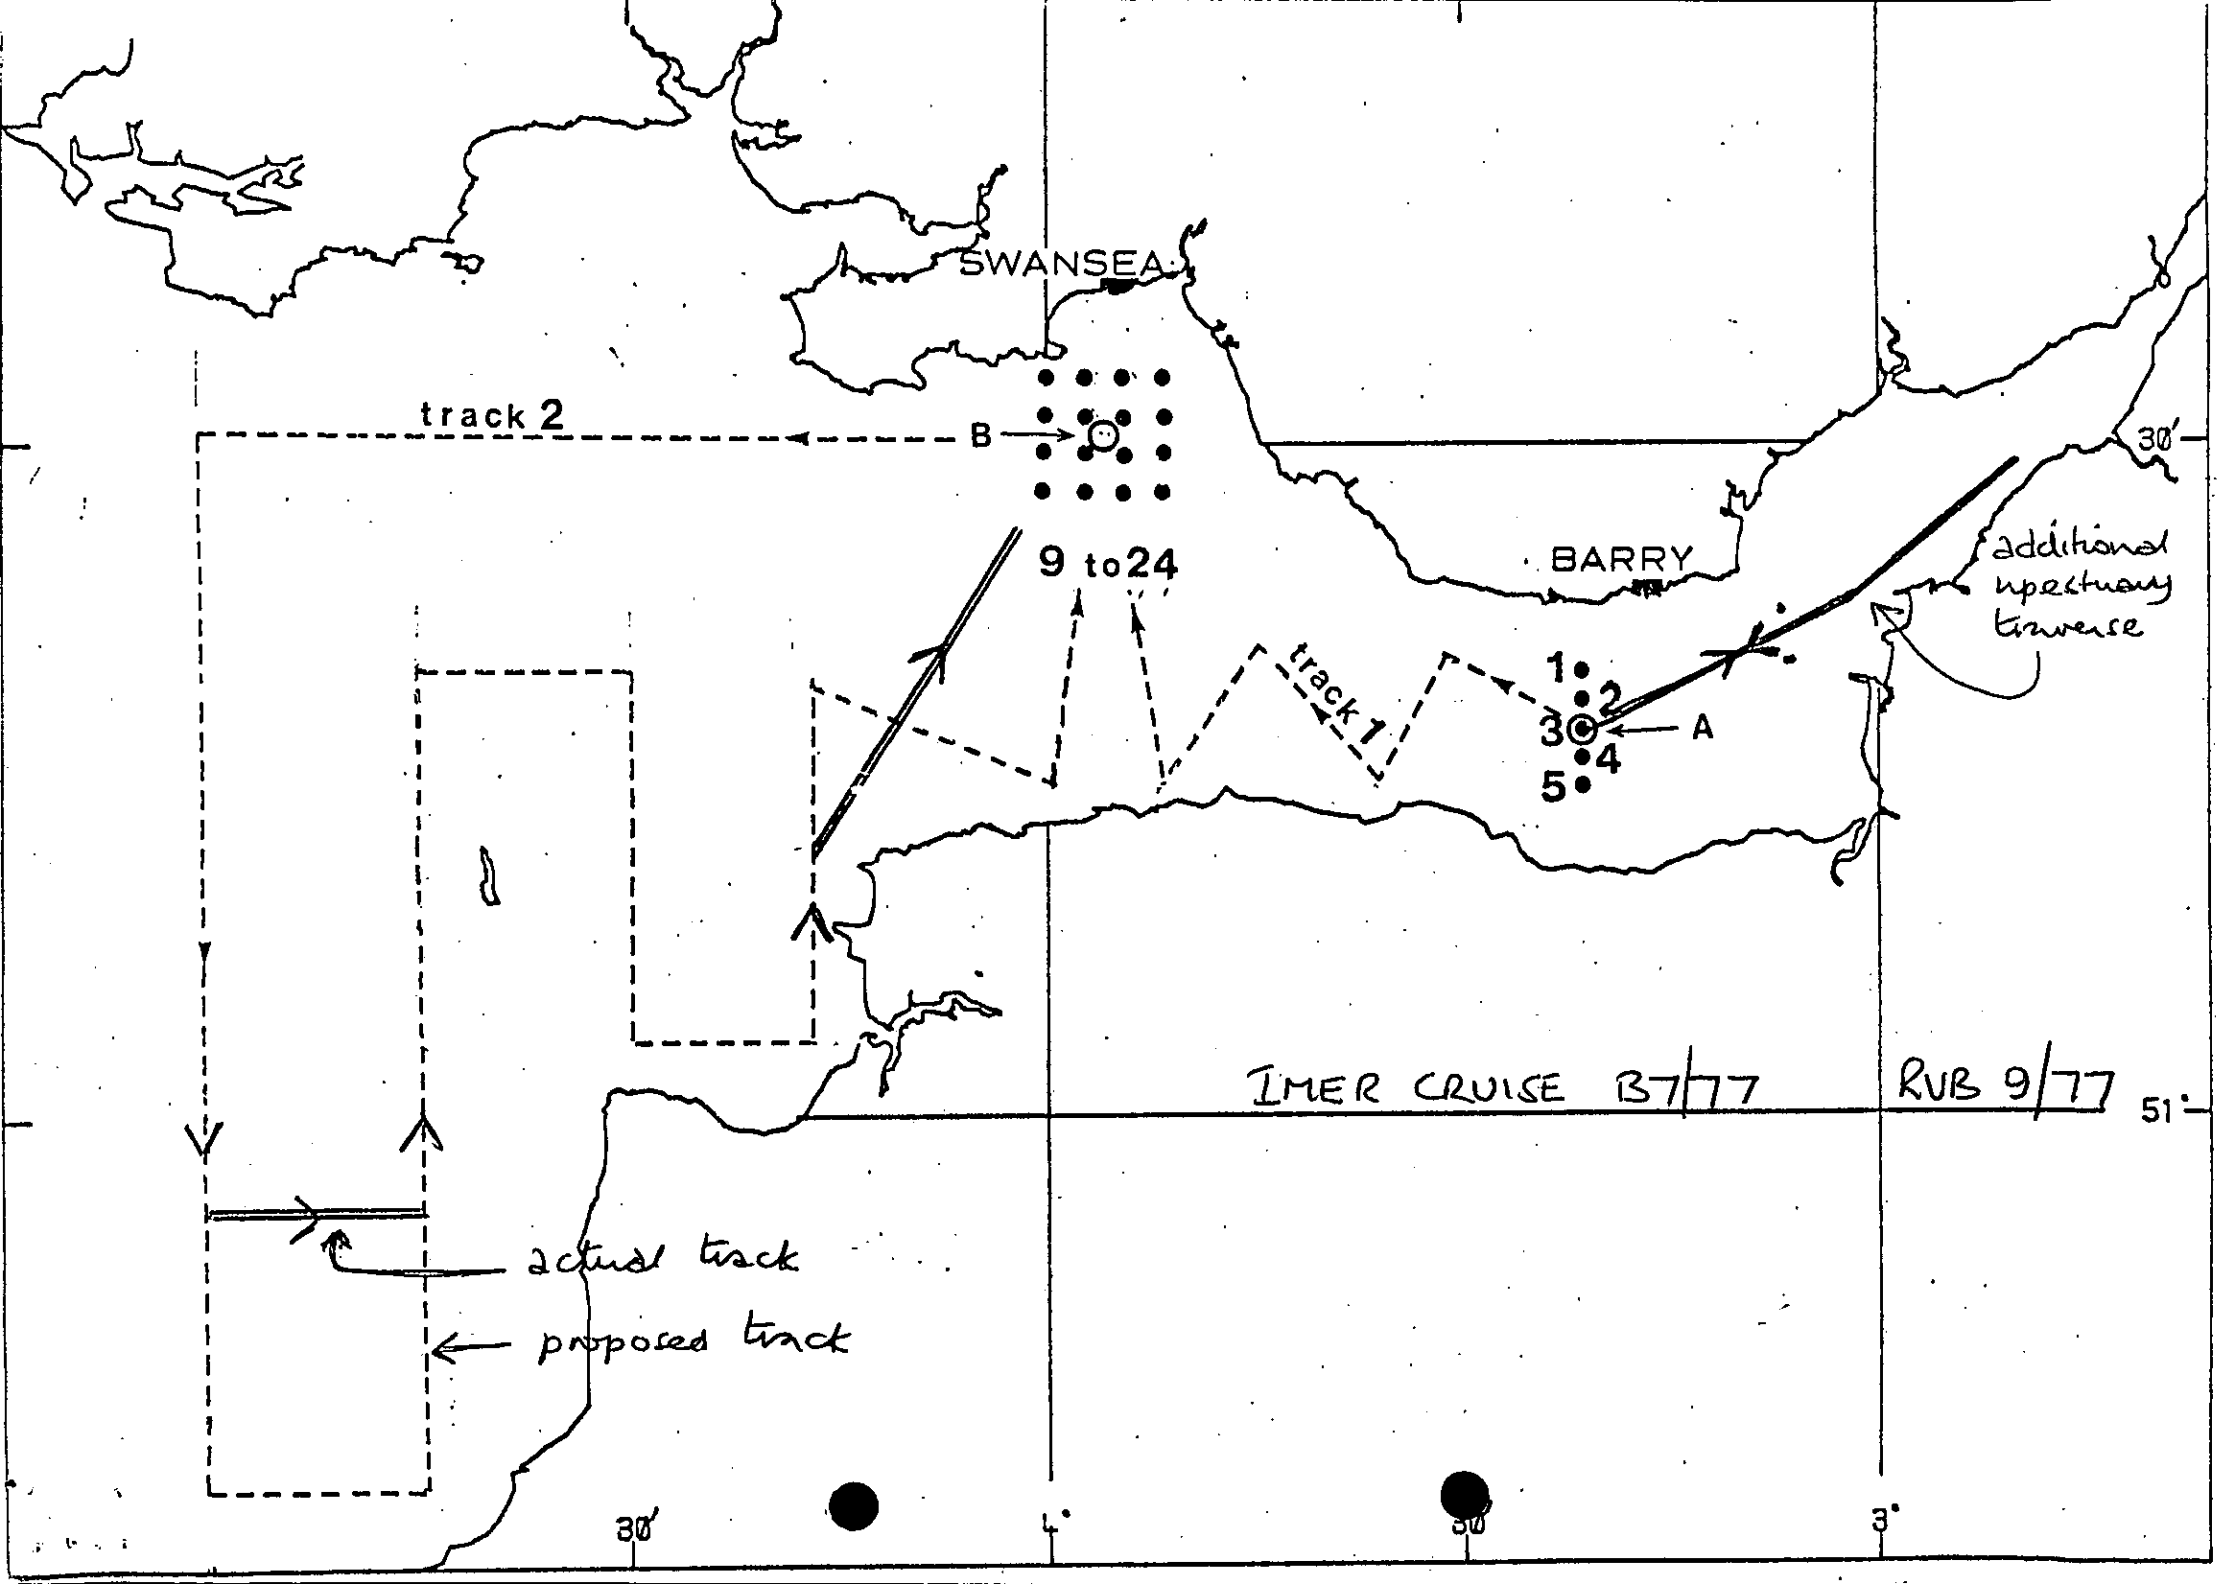 SWANSEA
track 2
B
30'
9 to 24
BARRY
additional
upestuary
traverse
1
2
track 1
3
A
4
5
IMER CRUISE B7/77
RVB 9/77
51°
actual track
proposed track
30'
4°
30'
3°